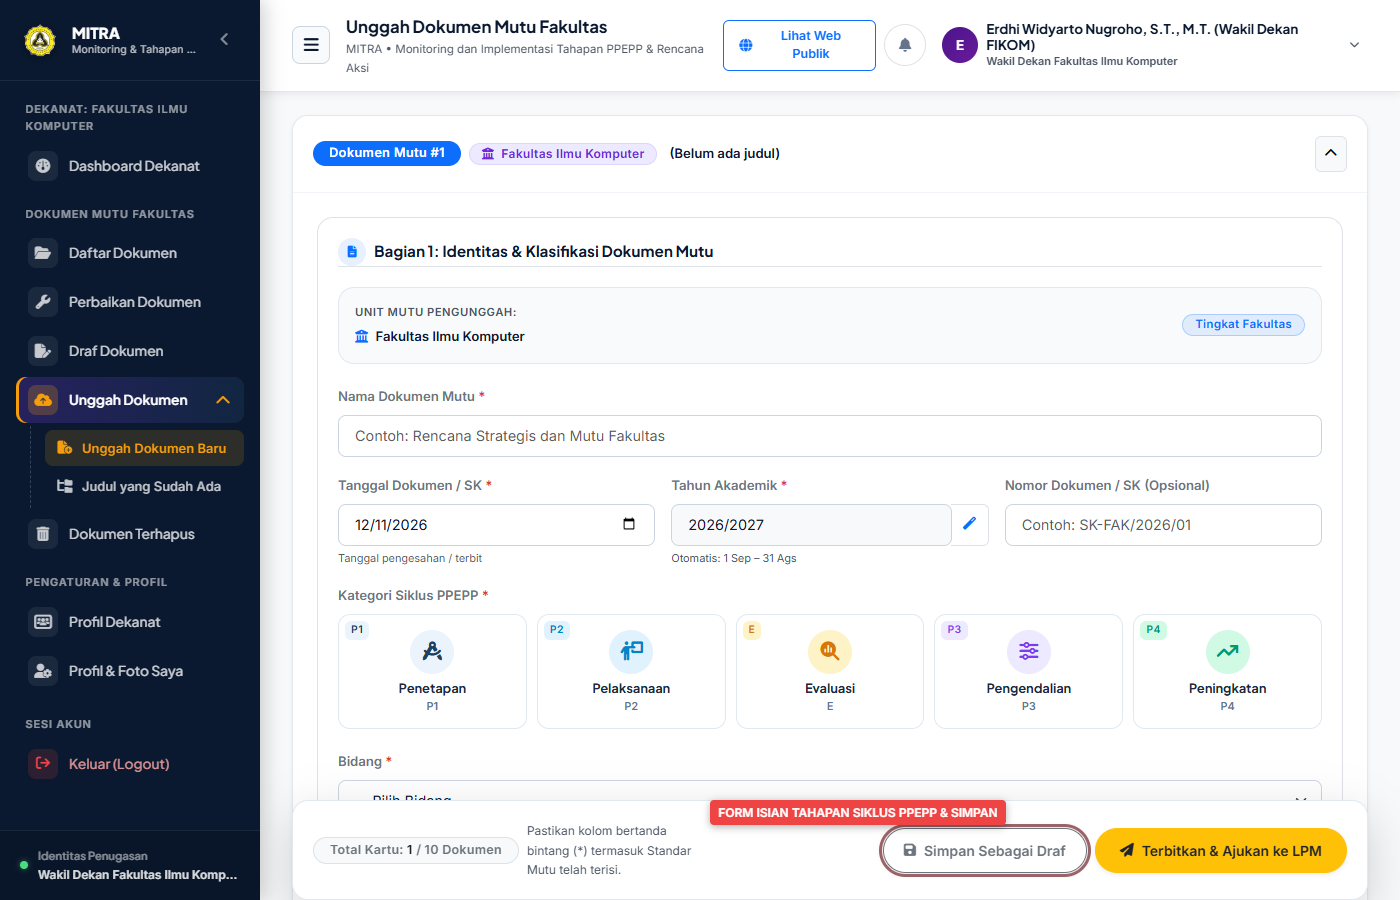 MITRA
Monitoring & Tahapan ...
DEKANAT: FAKULTAS ILMU
KOMPUTER
Dashboard Dekanat
DOKUMEN MUTU FAKULTAS
Daftar Dokumen
Perbaikan Dokumen
Draf Dokumen
Unggah Dokumen
Unggah Dokumen Baru
Judul yang Sudah Ada
Dokumen Terhapus
PENGATURAN & PROFIL
Profil Dekanat
Profil & Foto Saya
SESI AKUN
Keluar (Logout)
Identitas Penugasan
Wakil Dekan Fakultas Ilmu Komp...
Unggah Dokumen Mutu Fakultas
MITRA • Monitoring dan Implementasi Tahapan PPEPP & Rencana
Aksi
Lihat Web
Publik
E
Erdhi Widyarto Nugroho, S.T., M.T. (Wakil Dekan
FIKOM)
Wakil Dekan Fakultas Ilmu Komputer
Dokumen Mutu #1
Fakultas Ilmu Komputer
(Belum ada judul)
Bagian 1: Identitas & Klasifikasi Dokumen Mutu
UNIT MUTU PENGUNGGAH:
Fakultas Ilmu Komputer
Tingkat Fakultas
Nama Dokumen Mutu *
Contoh: Rencana Strategis dan Mutu Fakultas
Tanggal Dokumen / SK *
12/11/2026
Tanggal pengesahan / terbit
Tahun Akademik *
2026/2027
Otomatis: 1 Sep – 31 Ags
Nomor Dokumen / SK (Opsional)
Contoh: SK-FAK/2026/01
Kategori Siklus PPEPP *
P1
Penetapan
P1
P2
Pelaksanaan
P2
E
Evaluasi
E
P3
Pengendalian
P3
P4
Peningkatan
P4
Bidang *
Pilih Bidang
FORM ISIAN TAHAPAN SIKLUS PPEPP & SIMPAN
Total Kartu: 1 / 10 Dokumen
Pastikan kolom bertanda
bintang (*) termasuk Standar
Mutu telah terisi.
Simpan Sebagai Draf
Terbitkan & Ajukan ke LPM